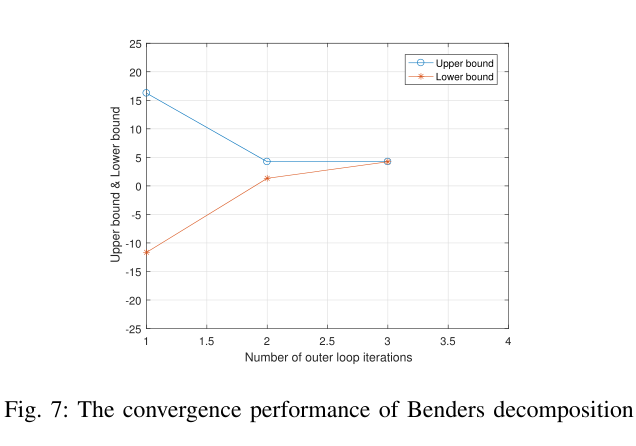 25
20
15
10
5
0
-5
-10
-15
-20
-25
Upper bound & Lower bound
Upper bound
Lower bound
1 1.5 2 2.5 3 3.5 4
Number of outer loop iterations
Fig. 7: The convergence performance of Benders decomposition